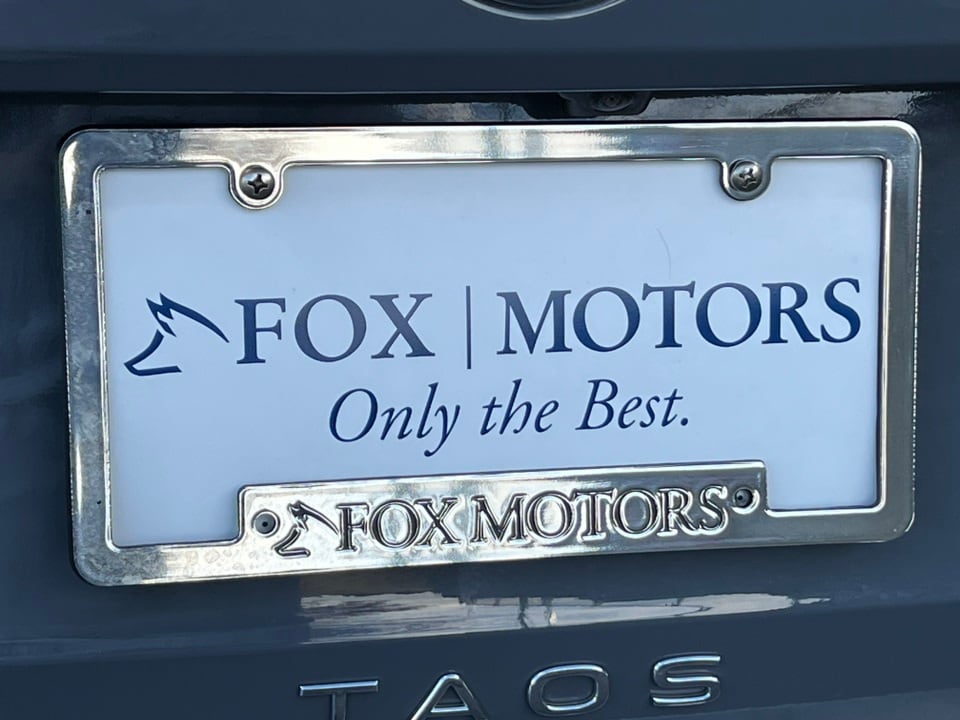 FOX | MOTORS
Only the Best.
FOX MOTORS
TAOS